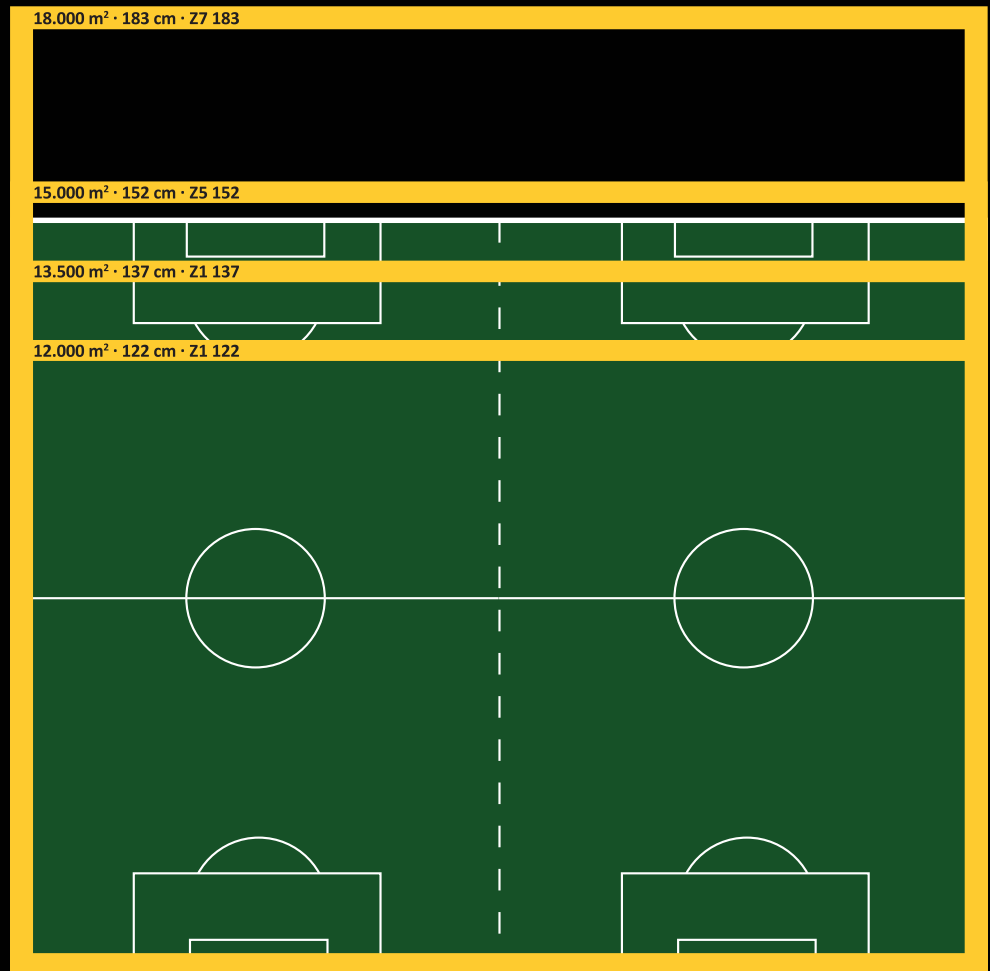 18.000 m² · 183 cm · Z7 183
15.000 m² · 152 cm · Z5 152
13.500 m² · 137 cm · Z1 137
12.000 m² · 122 cm · Z1 122